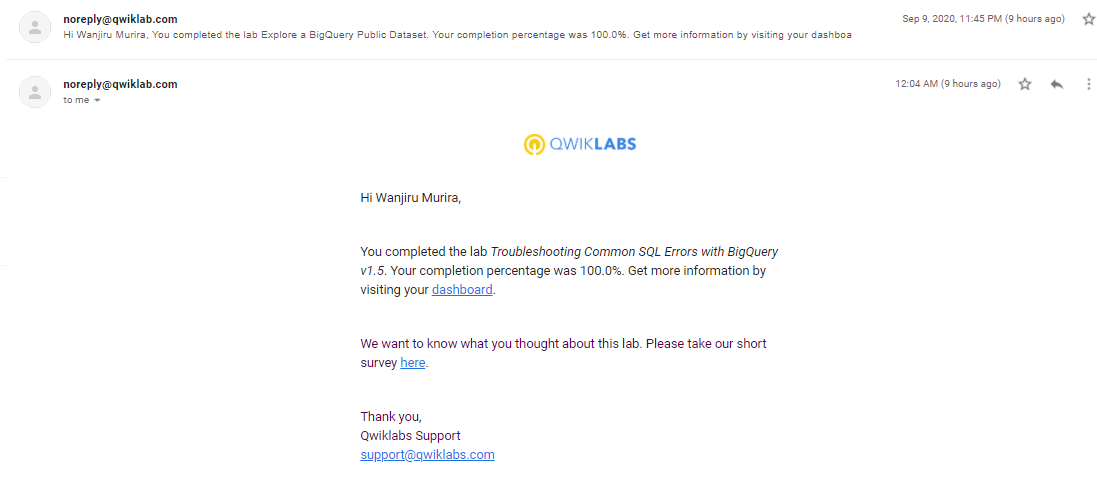 noreply@qwiklab.com
Sep 9, 2020, 11:45 PM (9 hours ago)
Hi Wanjiru Murira, You completed the lab Explore a BigQuery Public Dataset. Your completion percentage was 100.0%. Get more information by visiting your dashboa
noreply@qwiklab.com
12:04 AM (9 hours ago)
to me
QWIKLABS
Hi Wanjiru Murira,
You completed the lab Troubleshooting Common SQL Errors with BigQuery
v1.5. Your completion percentage was 100.0%. Get more information by
visiting your dashboard.
We want to know what you thought about this lab. Please take our short
survey here.
Thank you,
Qwiklabs Support
support@qwiklabs.com